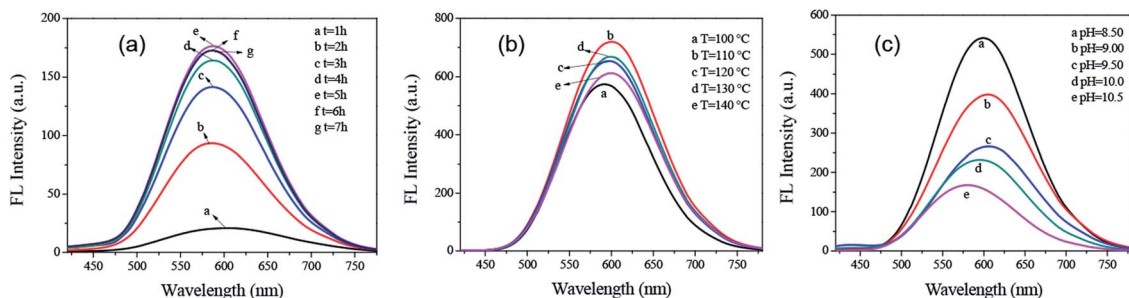 (a)
a t=1h
b t=2h
c t=3h
d t=4h
e t=5h
f t=6h
g t=7h
e
f
d
g
c
b
a
200
150
100
50
0
FL Intensity (a.u.)
450 500 550 600 650 700 750
Wavelength (nm)
(b)
a T=100 °C
b T=110 °C
c T=120 °C
d T=130 °C
e T=140 °C
b
d
c
e
a
800
600
400
200
0
FL Intensity (a.u.)
450 500 550 600 650 700 750
Wavelength (nm)
(c)
a pH=8.50
b pH=9.00
c pH=9.50
d pH=10.0
e pH=10.5
a
b
c
d
e
600
500
400
300
200
100
0
FL Intensity (a.u.)
450 500 550 600 650 700 750
Wavelength (nm)